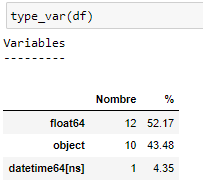 type_var(df)
Variables
---------
Nombre %
float64 12 52.17
object 10 43.48
datetime64[ns] 1 4.35